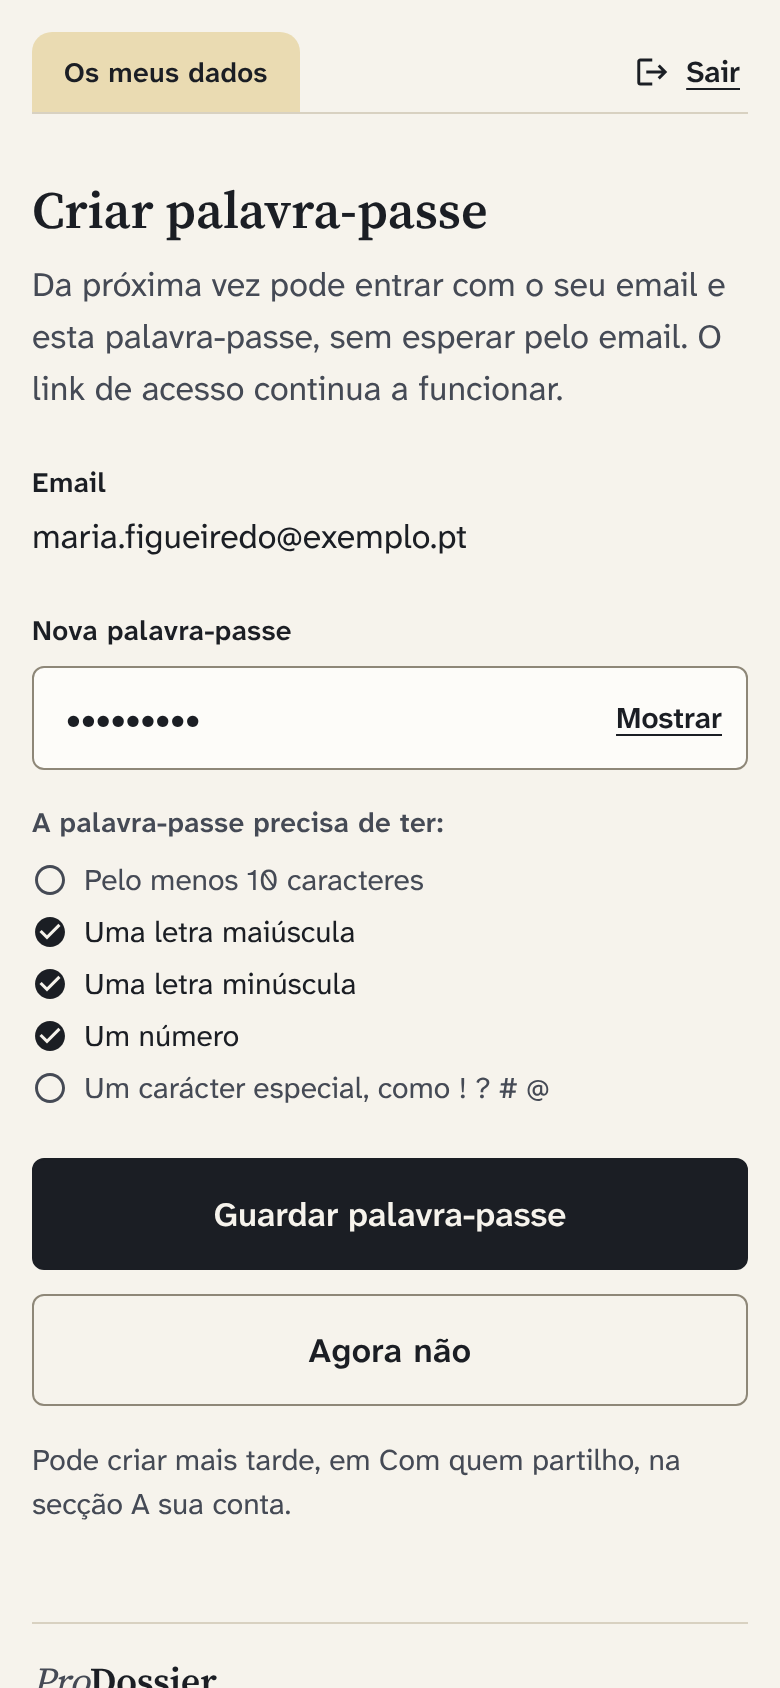 Os meus dados
Sair
Criar palavra-passe
Da próxima vez pode entrar com o seu email e
esta palavra-passe, sem esperar pelo email. O
link de acesso continua a funcionar.
Email
maria.figueiredo@exemplo.pt
Nova palavra-passe
•••••••••
Mostrar
A palavra-passe precisa de ter:
Pelo menos 10 caracteres
Uma letra maiúscula
Uma letra minúscula
Um número
Um carácter especial, como ! ? # @
Guardar palavra-passe
Agora não
Pode criar mais tarde, em Com quem partilho, na
secção A sua conta.
ProDossier